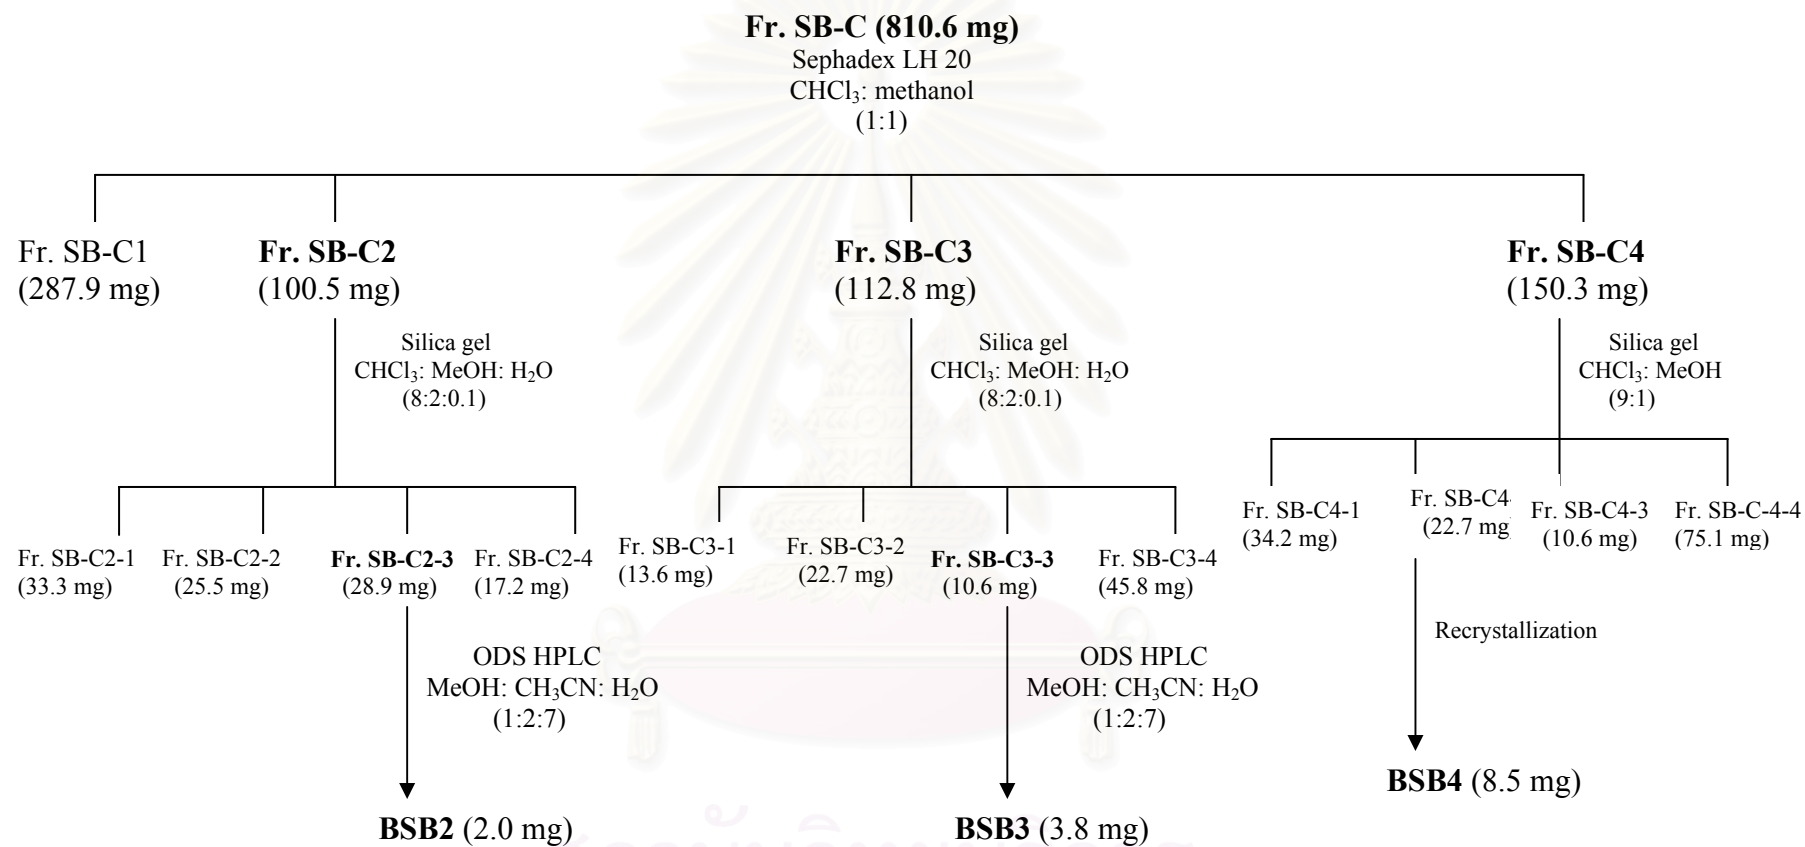 Fr. SB-C (810.6 mg)
Sephadex LH 20
CHCl₃: methanol
(1:1)
Fr. SB-C1
(287.9 mg)
Fr. SB-C2
(100.5 mg)
Fr. SB-C3
(112.8 mg)
Fr. SB-C4
(150.3 mg)
Silica gel
CHCl₃: MeOH: H₂O
(8:2:0.1)
Silica gel
CHCl₃: MeOH: H₂O
(8:2:0.1)
Silica gel
CHCl₃: MeOH
(9:1)
Fr. SB-C2-1
(33.3 mg)
Fr. SB-C2-2
(25.5 mg)
Fr. SB-C2-3
(28.9 mg)
Fr. SB-C2-4
(17.2 mg)
Fr. SB-C3-1
(13.6 mg)
Fr. SB-C3-2
(22.7 mg)
Fr. SB-C3-3
(10.6 mg)
Fr. SB-C3-4
(45.8 mg)
Fr. SB-C4-1
(34.2 mg)
Fr. SB-C4-
(22.7 mg
Fr. SB-C4-3
(10.6 mg)
Fr. SB-C-4-4
(75.1 mg)
ODS HPLC
MeOH: CH₃CN: H₂O
(1:2:7)
ODS HPLC
MeOH: CH₃CN: H₂O
(1:2:7)
Recrystallization
BSB2 (2.0 mg)
BSB3 (3.8 mg)
BSB4 (8.5 mg)